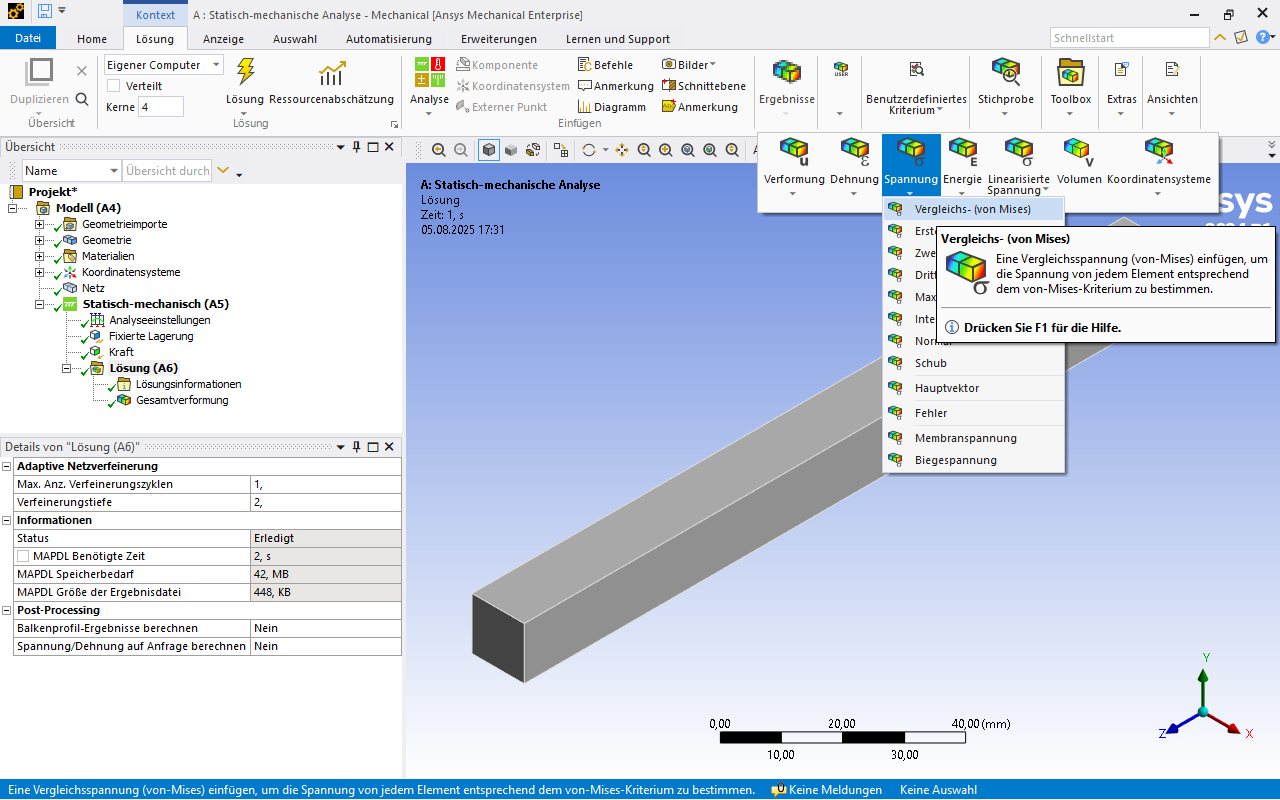 Kontext
A : Statisch-mechanische Analyse - Mechanical [Ansys Mechanical Enterprise]
Datei
Home
Lösung
Anzeige
Auswahl
Automatisierung
Erweiterungen
Lernen und Support
Schnellstart
Duplizieren
Übersicht
Eigener Computer
Verteilt
Kerne 4
Lösung
Ressourcenabschätzung
Lösung
Analyse
Komponente
Koordinatensystem
Externer Punkt
Befehle
Anmerkung
Diagramm
Bilder
Schnittebene
Anmerkung
Einfügen
Ergebnisse
USER
Benutzerdefiniertes
Kriterium
Stichprobe
Toolbox
Extras
Ansichten
Übersicht
Name
Übersicht durch
Projekt*
Modell (A4)
Geometrieimporte
Geometrie
Materialien
Koordinatensysteme
Netz
Statisch-mechanisch (A5)
Analyseeinstellungen
Fixierte Lagerung
Kraft
Lösung (A6)
Lösungsinformationen
Gesamtverformung
Details von "Lösung (A6)"
Adaptive Netzverfeinerung
Max. Anz. Verfeinerungszyklen 1,
Verfeinerungstiefe 2,
Informationen
Status Erledigt
MAPDL Benötigte Zeit 2, s
MAPDL Speicherbedarf 42, MB
MAPDL Größe der Ergebnisdatei 448, KB
Post-Processing
Balkenprofil-Ergebnisse berechnen Nein
Spannung/Dehnung auf Anfrage berechnen Nein
A: Statisch-mechanische Analyse
Lösung
Zeit: 1, s
05.08.2025 17:31
Verformung
Dehnung
Spannung
Energie
Linearisierte
Spannung
Volumen
Koordinatensysteme
sys
Vergleichs- (von Mises)
Erste
Zwe
Dritt
Max
Inte
Normal
Schub
Hauptvektor
Fehler
Membranspannung
Biegespannung
Vergleichs- (von Mises)
Eine Vergleichsspannung (von-Mises) einfügen, um
die Spannung von jedem Element entsprechend
dem von-Mises-Kriterium zu bestimmen.
Drücken Sie F1 für die Hilfe.
0,00 20,00 40,00 (mm)
10,00 30,00
Y
Z
X
Eine Vergleichsspannung (von-Mises) einfügen, um die Spannung von jedem Element entsprechend dem von-Mises-Kriterium zu bestimmen.
0 Keine Meldungen
Keine Auswahl